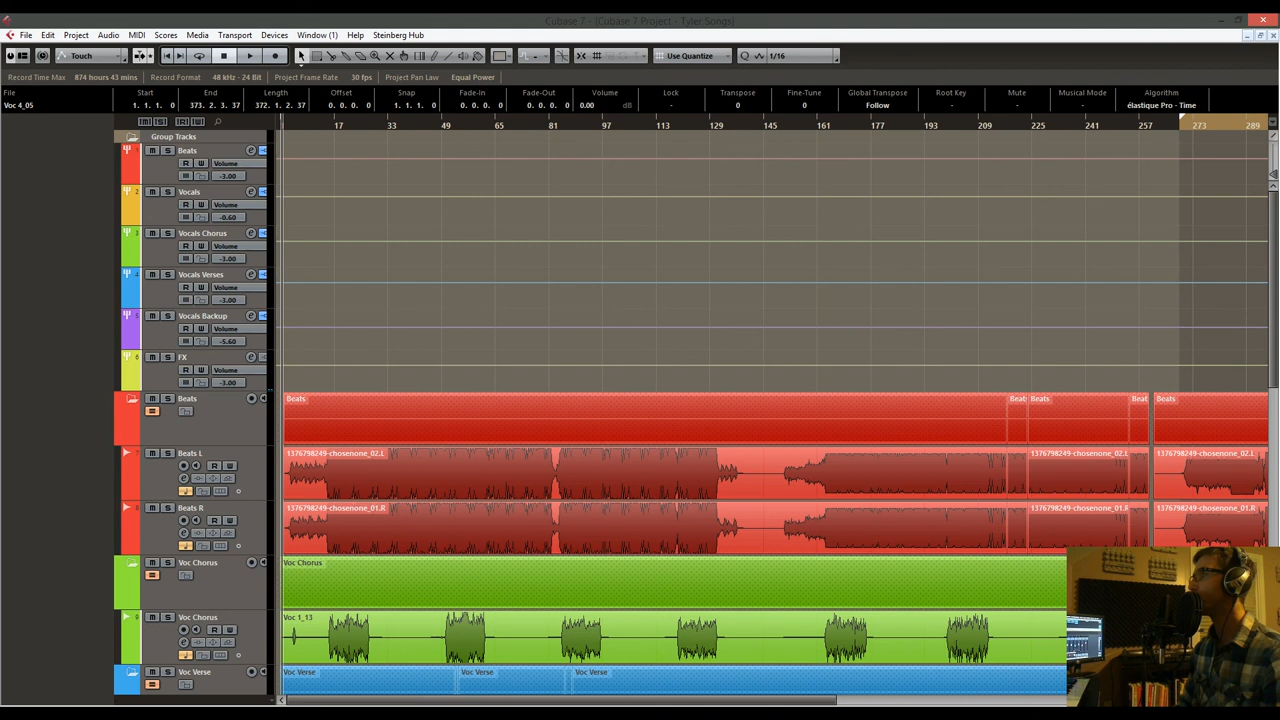 Cubase 7 - [Cubase 7 Project - Tyler Songs]
File Edit Project Audio MIDI Scores Media Transport Devices Window (1) Help Steinberg Hub
Touch Use Quantize 1/16
Record Time Max 874 hours 43 mins Record Format 48 kHz - 24 Bit Project Frame Rate 30 fps Project Pan Law Equal Power
File Start End Length Offset Snap Fade-In Fade-Out Volume Lock Transpose Fine-Tune Global Transpose Root Key Mute Musical Mode Algorithm
Voc 4_05 1. 1. 1. 0 373. 2. 3. 37 372. 1. 2. 37 0. 0. 0. 0 1. 1. 1. 0 0. 0. 0. 0 0. 0. 0. 0 0.00 dB - 0 0 Follow - - - élastique Pro - Time
1 17 33 49 65 81 97 113 129 145 161 177 193 209 225 241 257 273 289
Group Tracks
Beats
R W Volume
-3.00
2 Vocals
R W Volume
-0.60
3 Vocals Chorus
R W Volume
-3.00
4 Vocals Verses
R W Volume
-3.00
5 Vocals Backup
R W Volume
-5.60
6 FX
R W Volume
-3.00
Beats
Beats Beats Beats Beat Beats
Beats L
1376798249-chosenone_02.L 1376798249-chosenone_02.L 1376798249-chosenone_02.L
Beats R
1376798249-chosenone_01.R 1376798249-chosenone_01.R 1376798249-chosenone_01.R
Voc Chorus
Voc Chorus
Voc Chorus
Voc 1_13
Voc Verse
Voc Verse Voc Verse Voc Verse